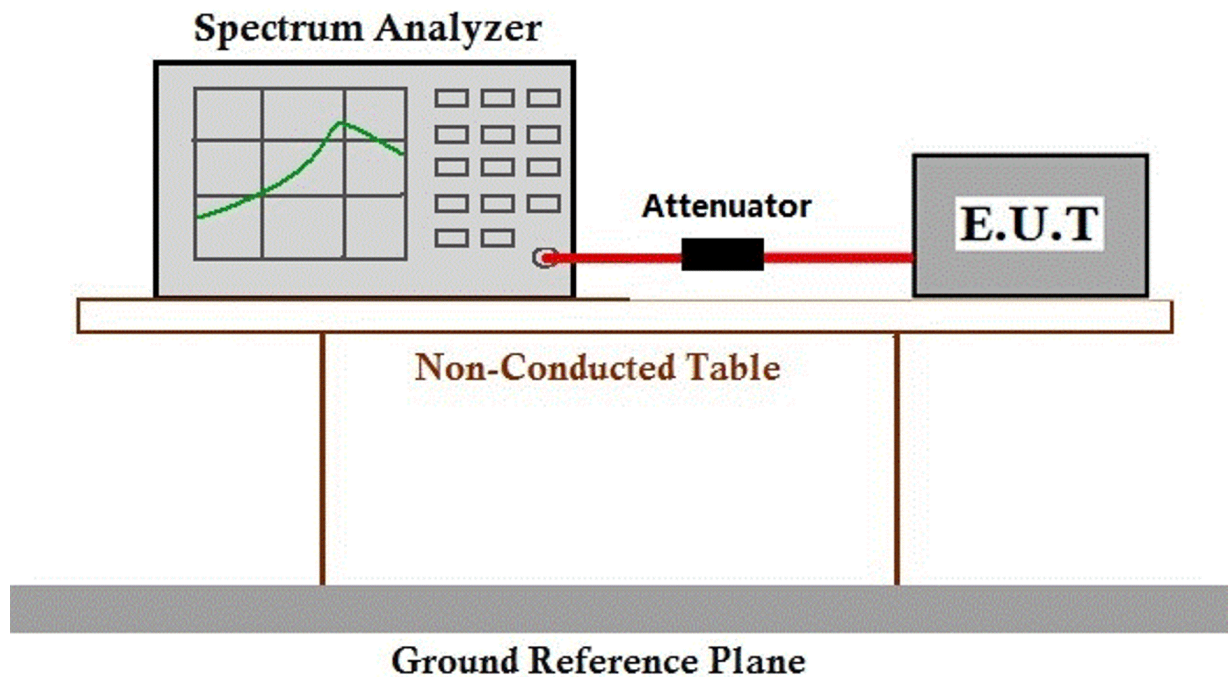 Spectrum Analyzer
Attenuator
E.U.T
Non-Conducted Table
Ground Reference Plane